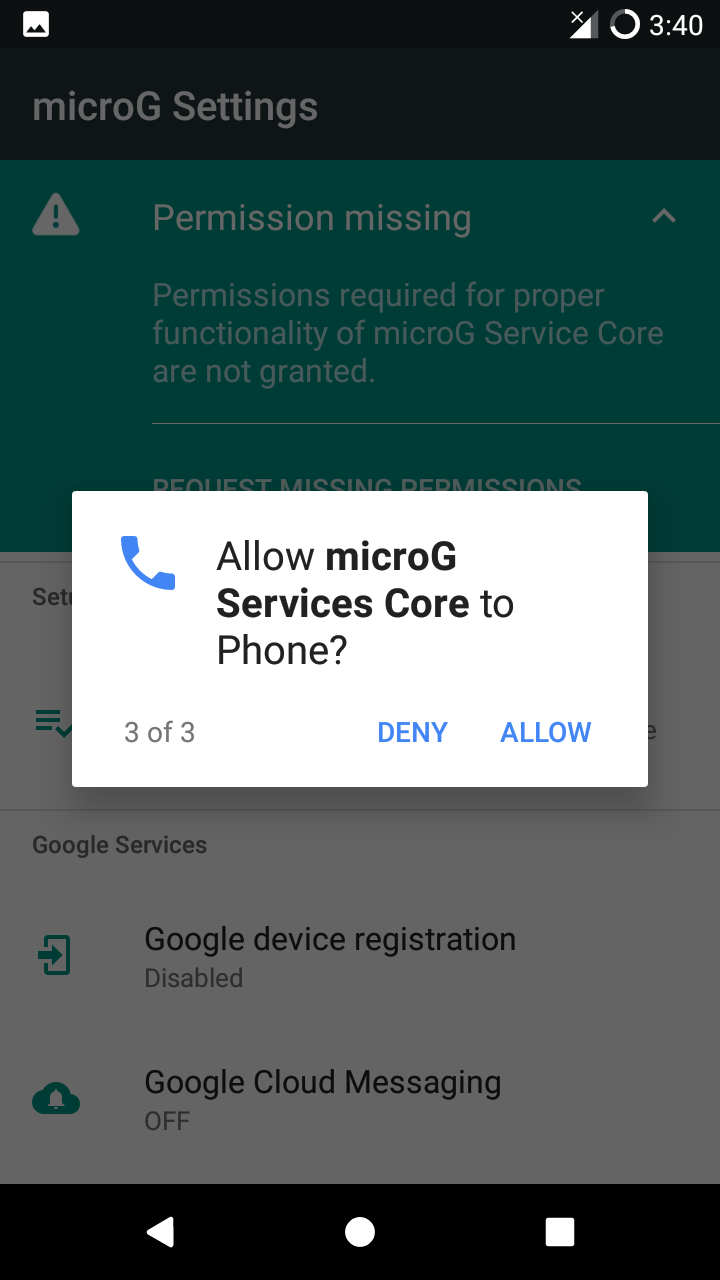 3:40
microG Settings
Permission missing
Permissions required for proper
functionality of microG Service Core
are not granted.
REQUEST MISSING PERMISSIONS
Allow microG
Services Core to
Phone?
3 of 3
DENY
ALLOW
Google Services
Google device registration
Disabled
Google Cloud Messaging
OFF